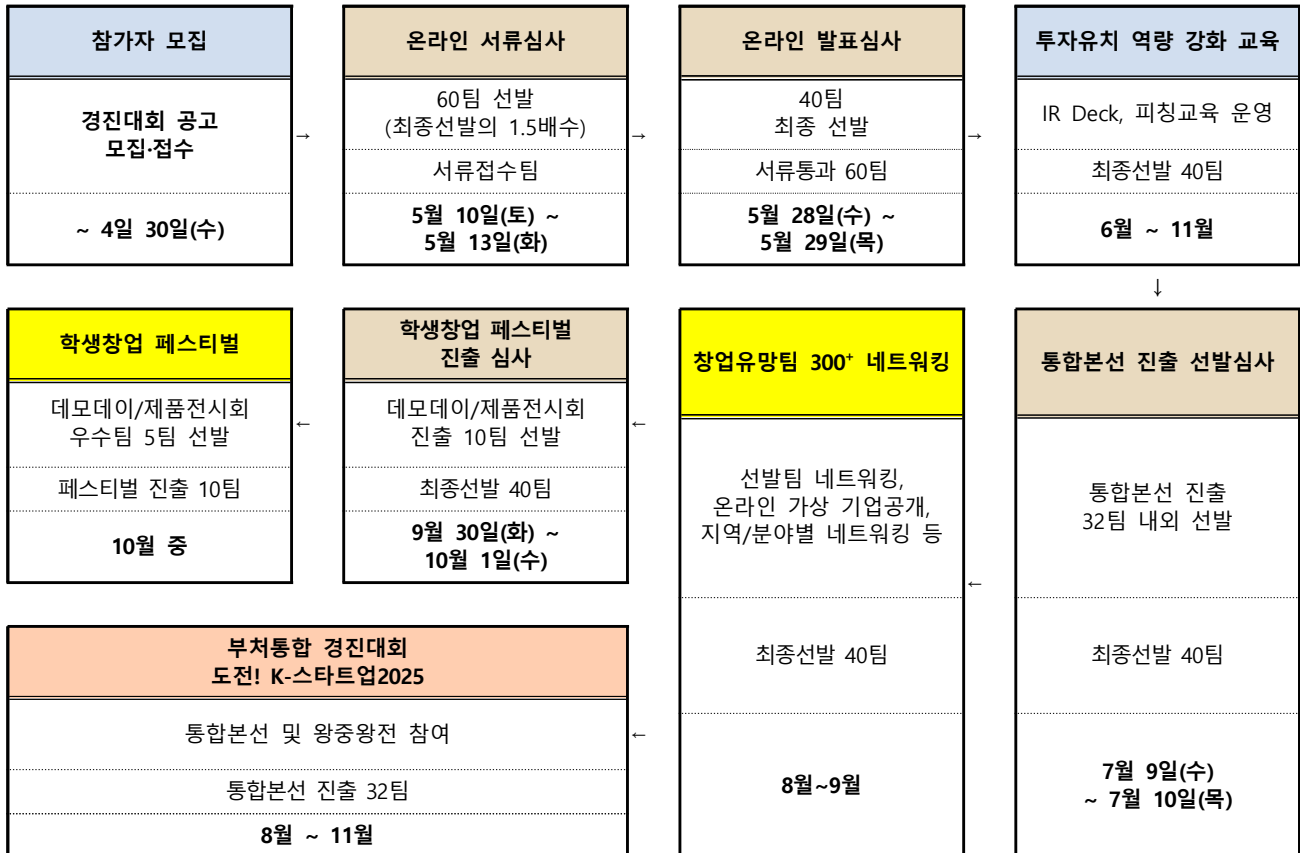 참가자 모집
경진대회 공고
모집·접수
~ 4일 30일(수)
→
온라인 서류심사
60팀 선발
(최종선발의 1.5배수)
서류접수팀
5월 10일(토) ~
5월 13일(화)
→
온라인 발표심사
40팀
최종 선발
서류통과 60팀
5월 28일(수) ~
5월 29일(목)
→
투자유치 역량 강화 교육
IR Deck, 피칭교육 운영
최종선발 40팀
6월 ~ 11월
↓
학생창업 페스티벌
데모데이/제품전시회
우수팀 5팀 선발
페스티벌 진출 10팀
10월 중
←
학생창업 페스티벌
진출 심사
데모데이/제품전시회
진출 10팀 선발
최종선발 40팀
9월 30일(화) ~
10월 1일(수)
←
창업유망팀 300⁺ 네트워킹
선발팀 네트워킹,
온라인 가상 기업공개,
지역/분야별 네트워킹 등
최종선발 40팀
8월~9월
←
통합본선 진출 선발심사
통합본선 진출
32팀 내외 선발
최종선발 40팀
7월 9일(수)
~ 7월 10일(목)
부처통합 경진대회
도전! K-스타트업2025
통합본선 및 왕중왕전 참여
통합본선 진출 32팀
8월 ~ 11월
←